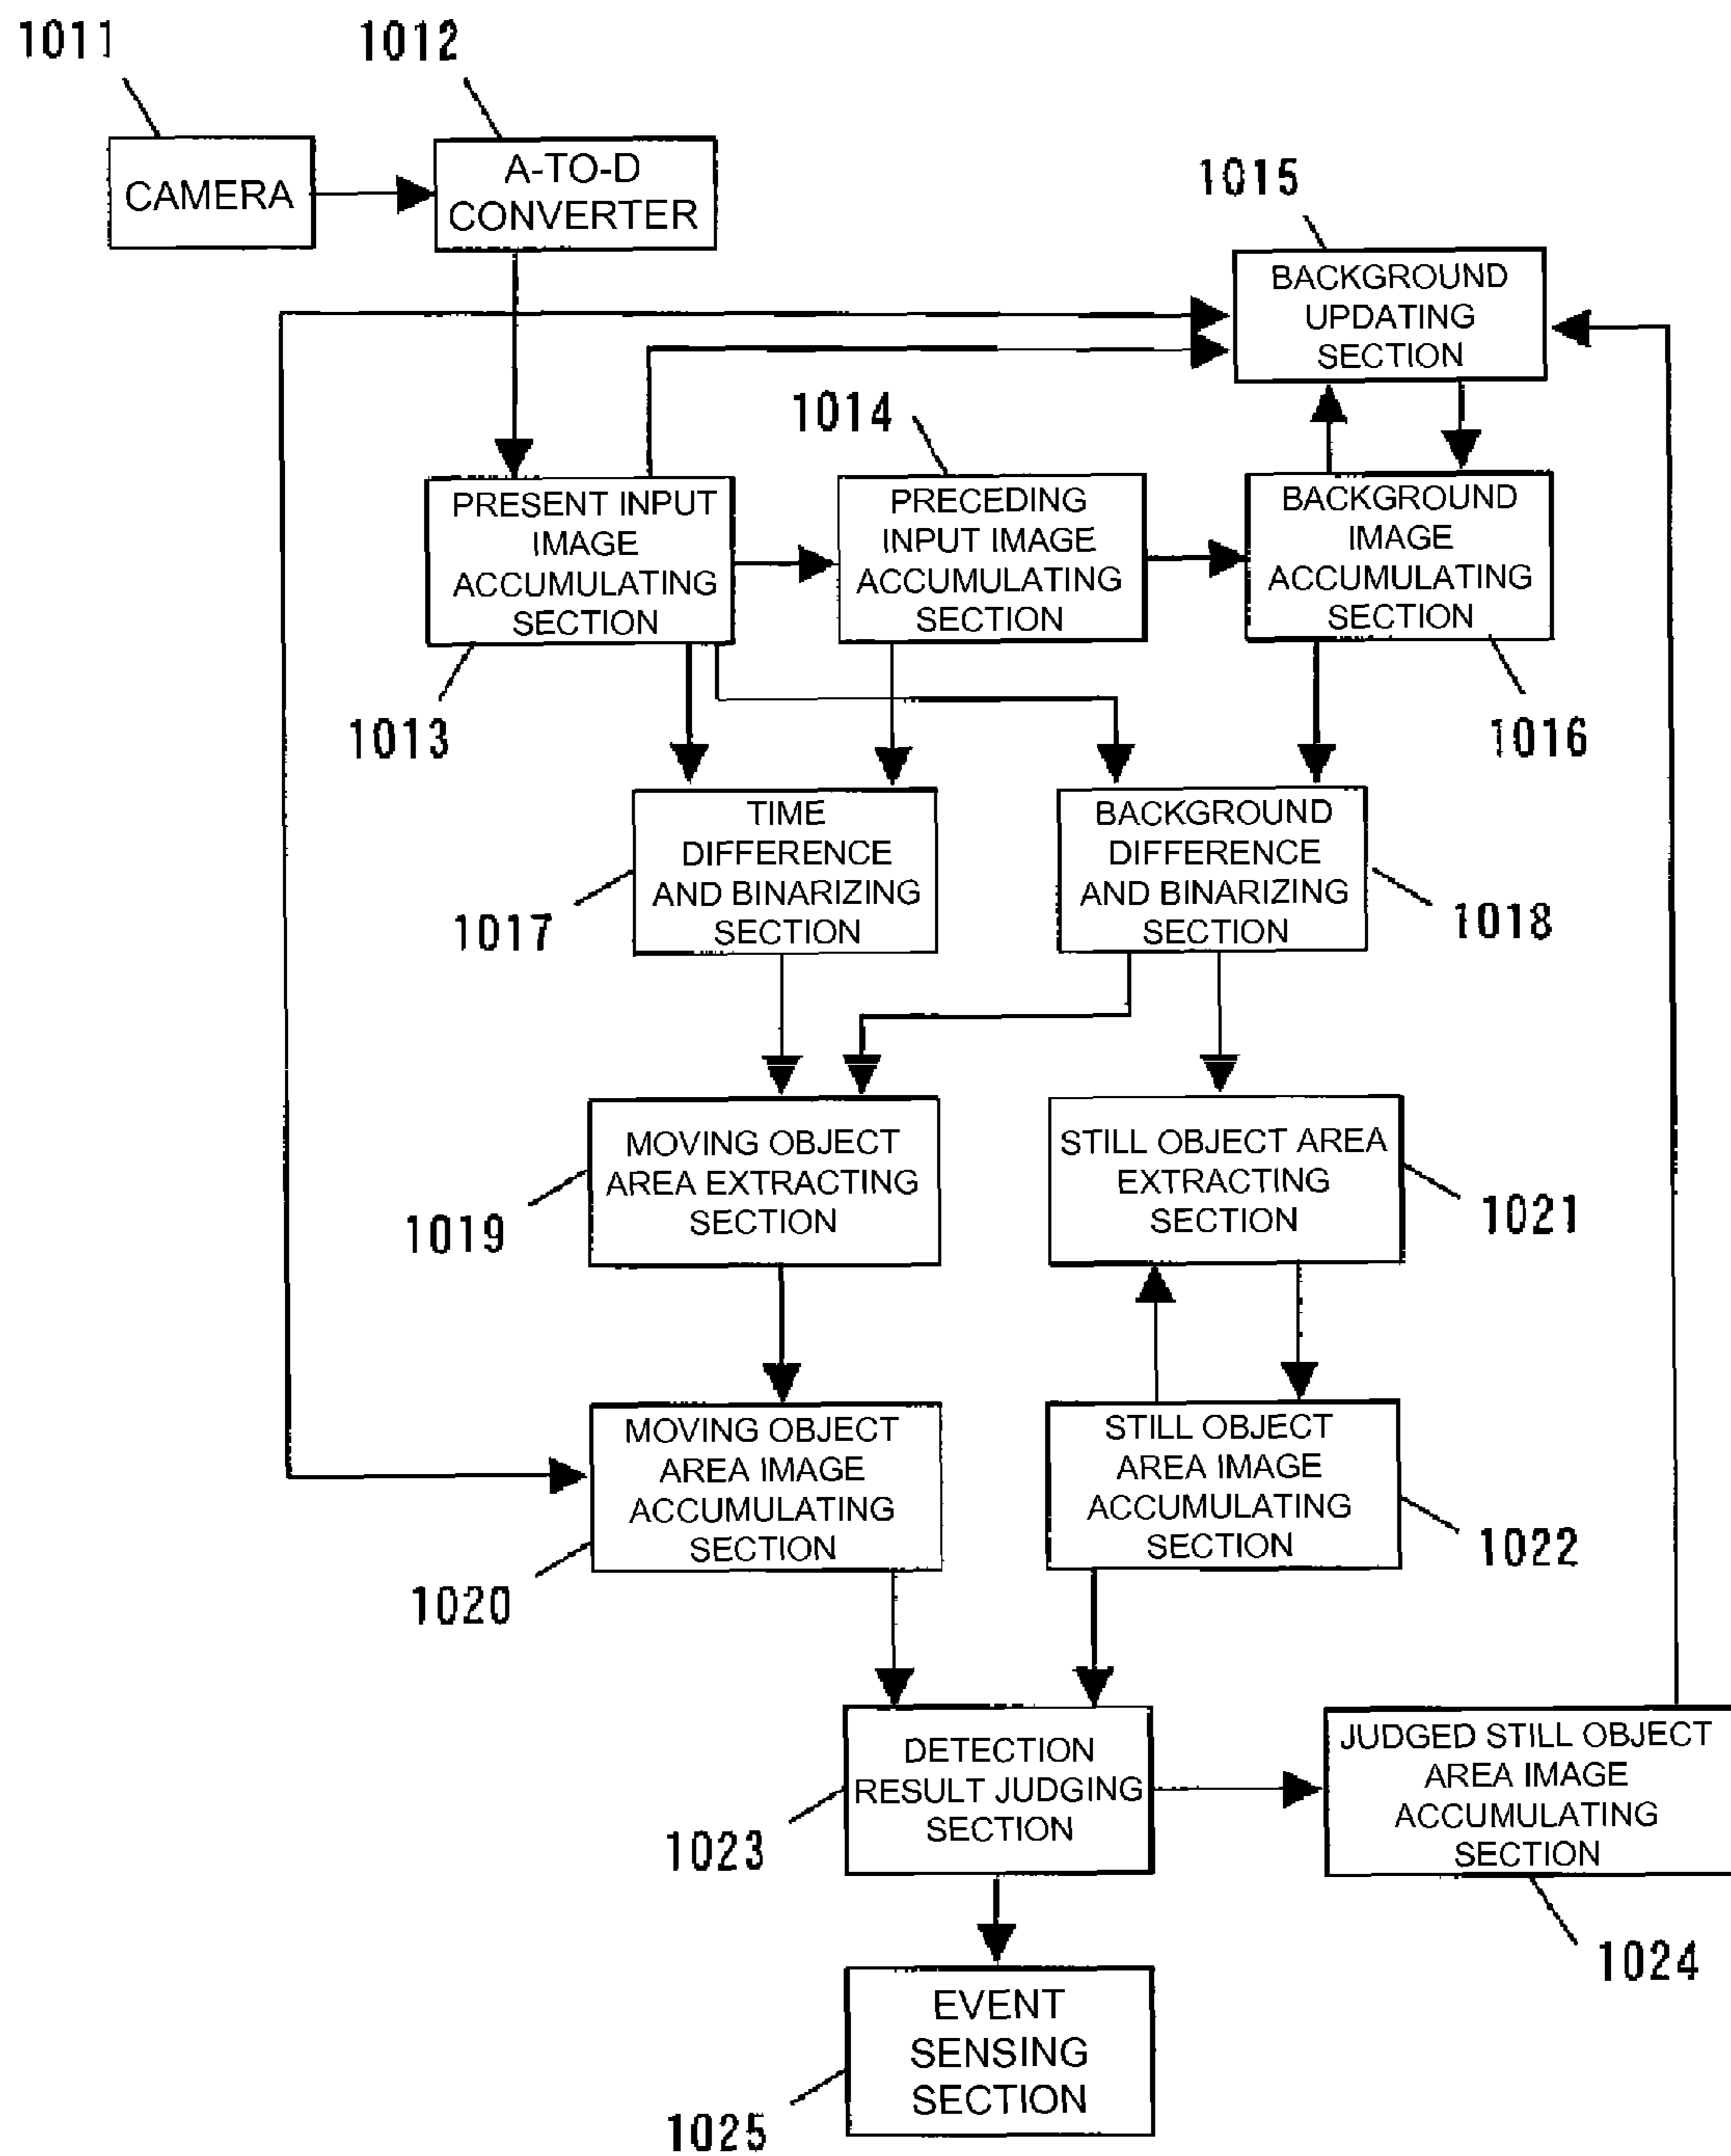 1011
1012
CAMERA
A-TO-D
CONVERTER
1015
BACKGROUND
UPDATING
SECTION
1014
PRESENT INPUT
IMAGE
ACCUMULATING
SECTION
PRECEDING
INPUT IMAGE
ACCUMULATING
SECTION
BACKGROUND
IMAGE
ACCUMULATING
SECTION
1013
1016
TIME
DIFFERENCE
AND BINARIZING
SECTION
BACKGROUND
DIFFERENCE
AND BINARIZING
SECTION
1017
1018
MOVING OBJECT
AREA EXTRACTING
SECTION
STILL OBJECT AREA
EXTRACTING
SECTION
1019
1021
MOVING OBJECT
AREA IMAGE
ACCUMULATING
SECTION
STILL OBJECT
AREA IMAGE
ACCUMULATING
SECTION
1020
1022
DETECTION
RESULT JUDGING
SECTION
JUDGED STILL OBJECT
AREA IMAGE
ACCUMULATING
SECTION
1023
1024
EVENT
SENSING
SECTION
1025